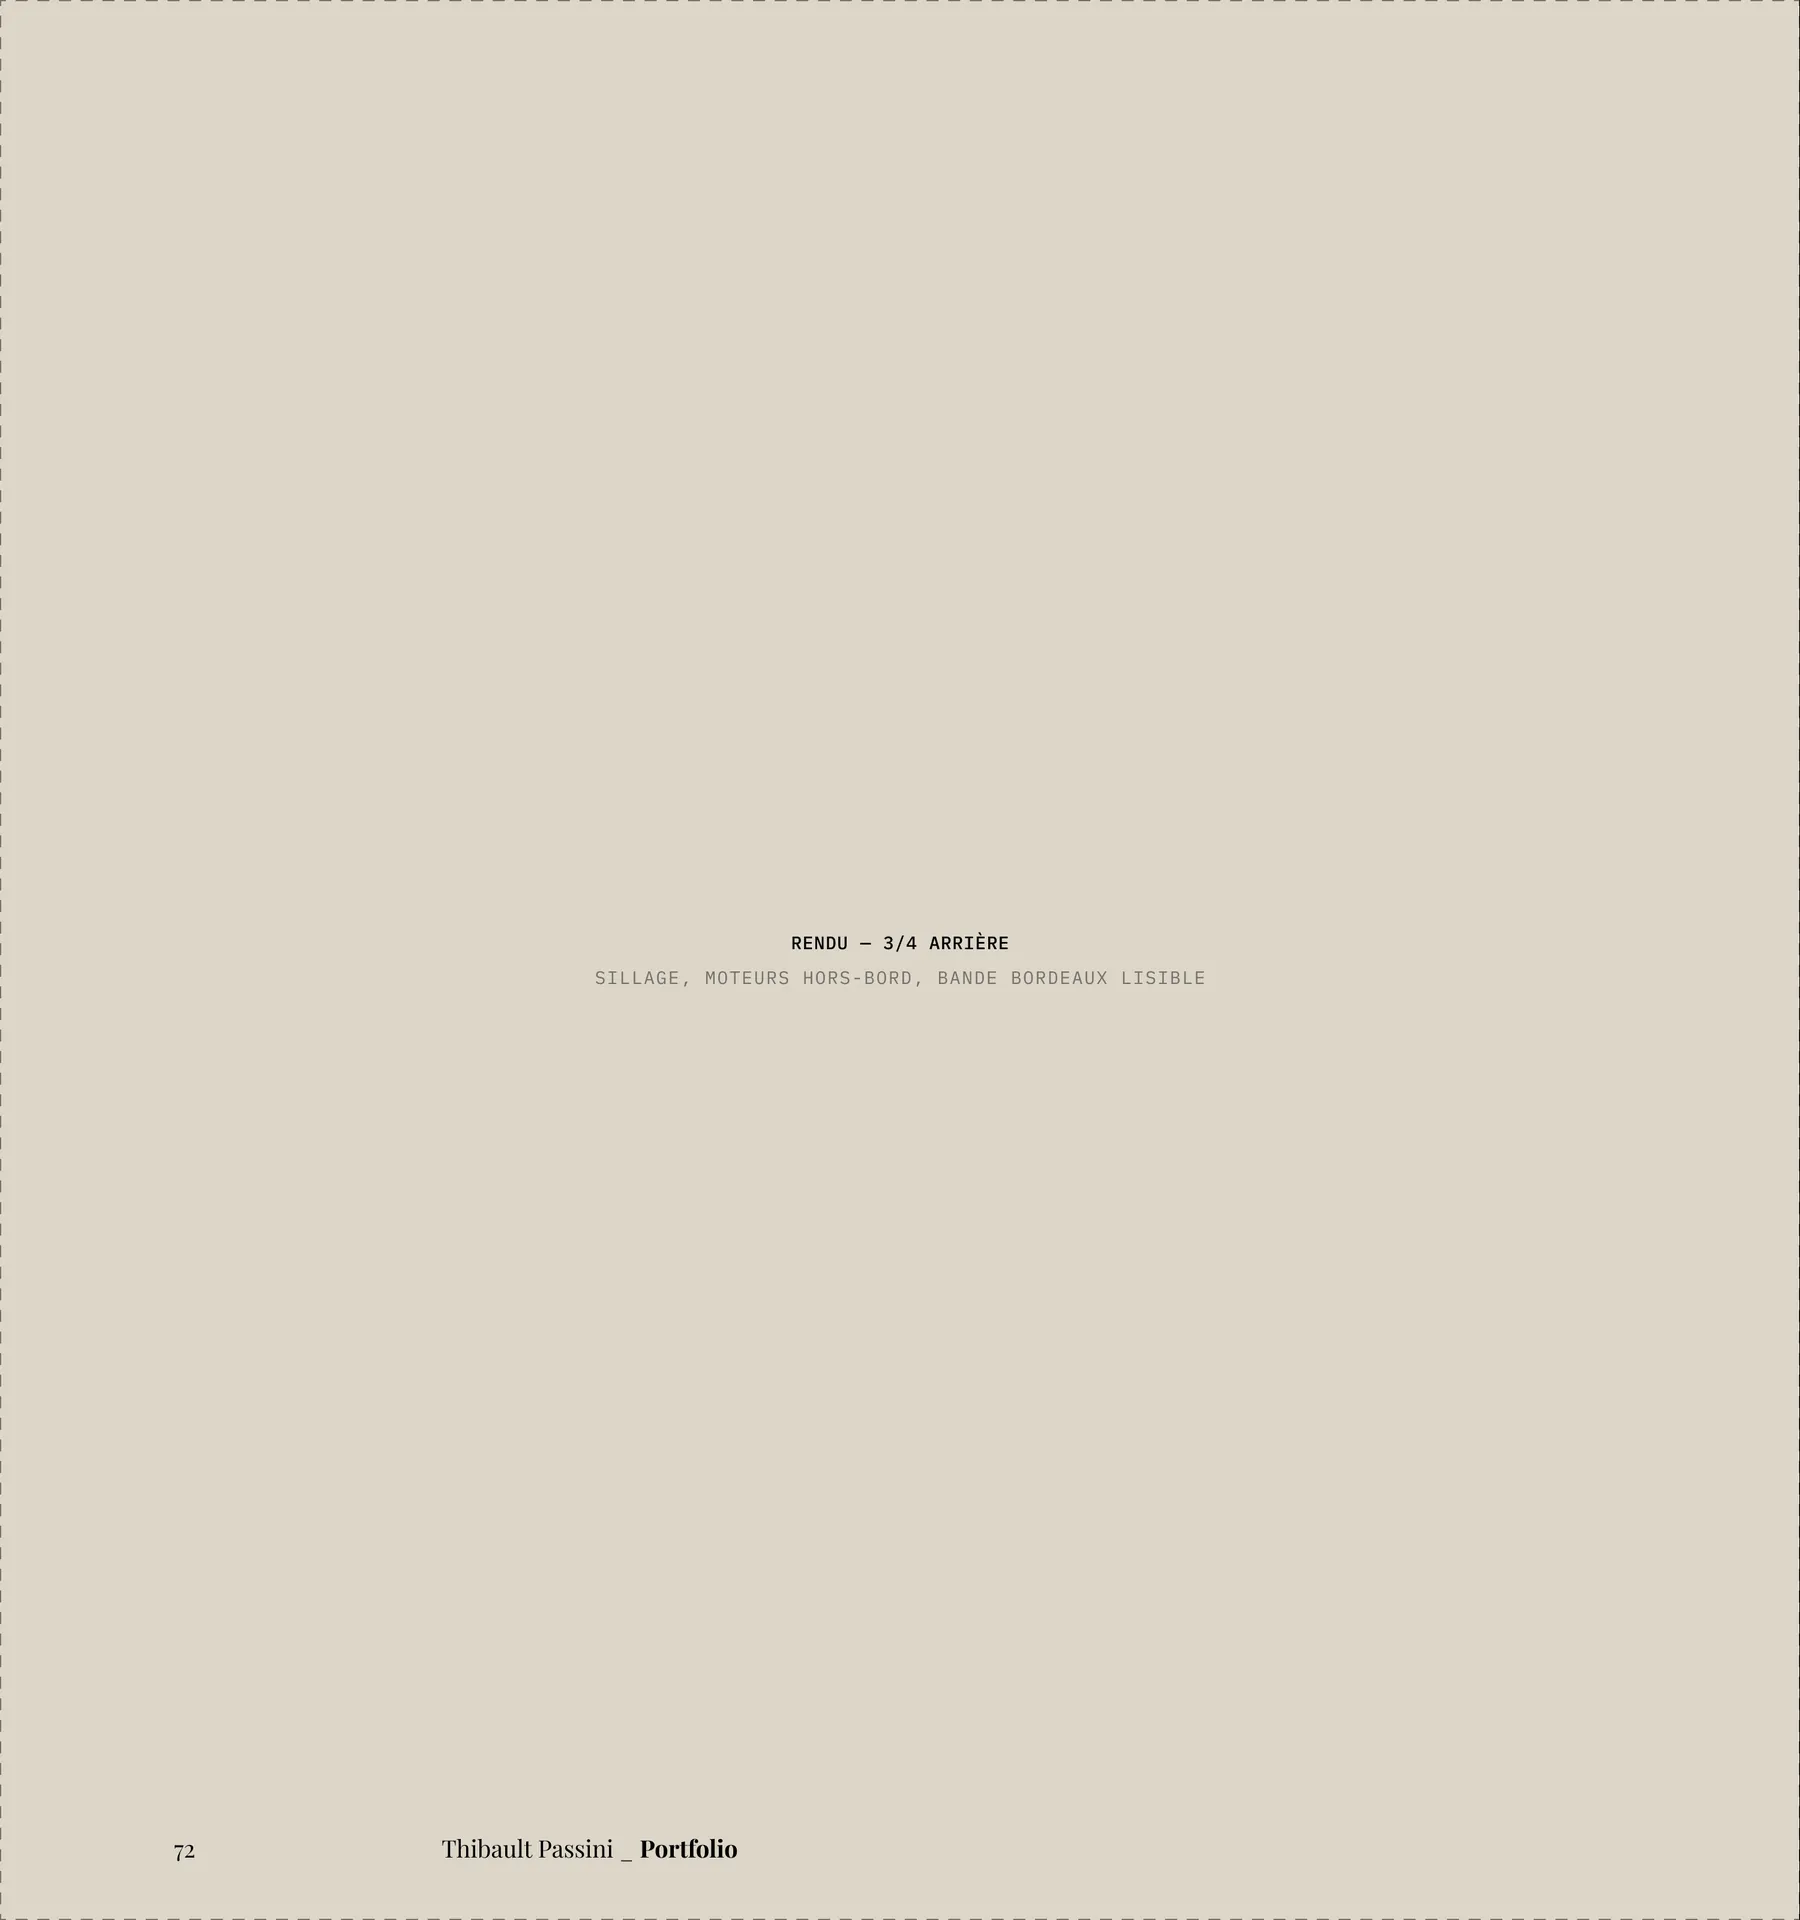 RENDU — 3/4 ARRIÈRE
SILLAGE, MOTEURS HORS-BORD, BANDE BORDEAUX LISIBLE
72 Thibault Passini _ Portfolio